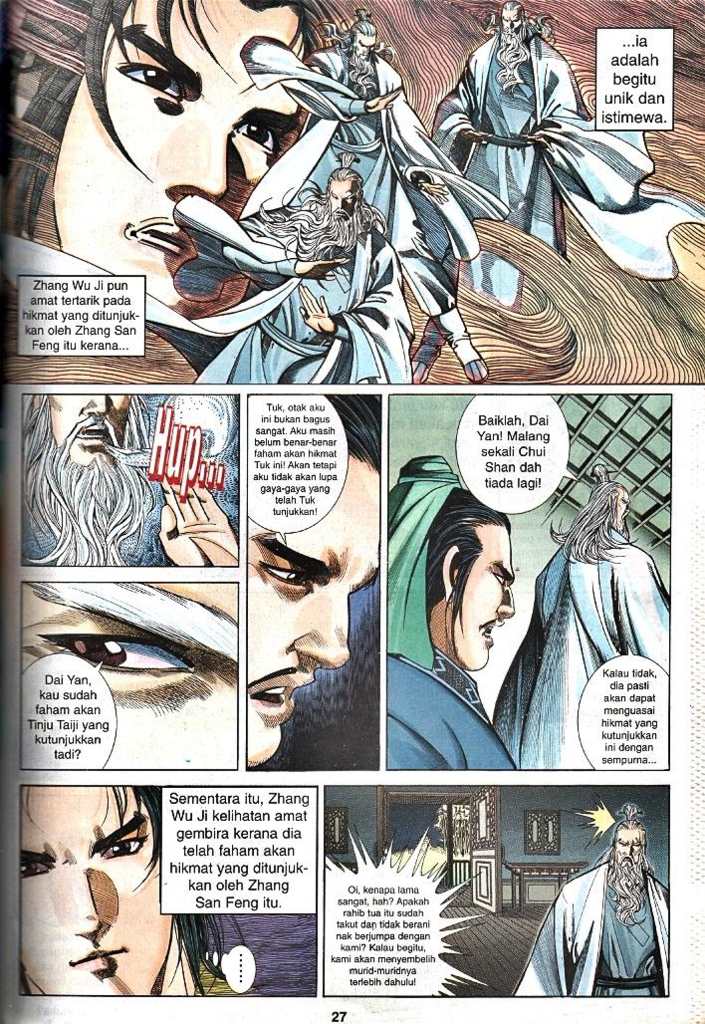 Zhang Wu Ji pun
amat tertarik pada
hikmat yang ditunjuk-
kan oleh Zhang San
Feng itu kerana...
...ia
adalah
begitu
unik dan
istimewa.
Hup...
Dai Yan,
kau sudah
faham akan
Tinju Taiji yang
kutunjukkan
tadi?
Tuk, otak aku
ini bukan bagus
sangat. Aku masih
belum benar-benar
faham akan hikmat
Tuk ini! Akan tetapi
aku tidak akan lupa
gaya-gaya yang
telah Tuk
tunjukkan!
Baiklah, Dai
Yan! Malang
sekali Chui
Shan dah
tiada lagi!
Kalau tidak,
dia pasti
akan dapat
menguasai
hikmat yang
kutunjukkan
ini dengan
sempurna...
Sementara itu, Zhang
Wu Ji kelihatan amat
gembira kerana dia
telah faham akan
hikmat yang ditunjuk-
kan oleh Zhang
San Feng itu.
...
Oi, kenapa lama
sangat, hah? Apakah
rahib tua itu sudah
takut dan tidak berani
nak berjumpa dengan
kami? Kalau begitu,
kami akan menyembelih
murid-muridnya
terlebih dahulu!
27